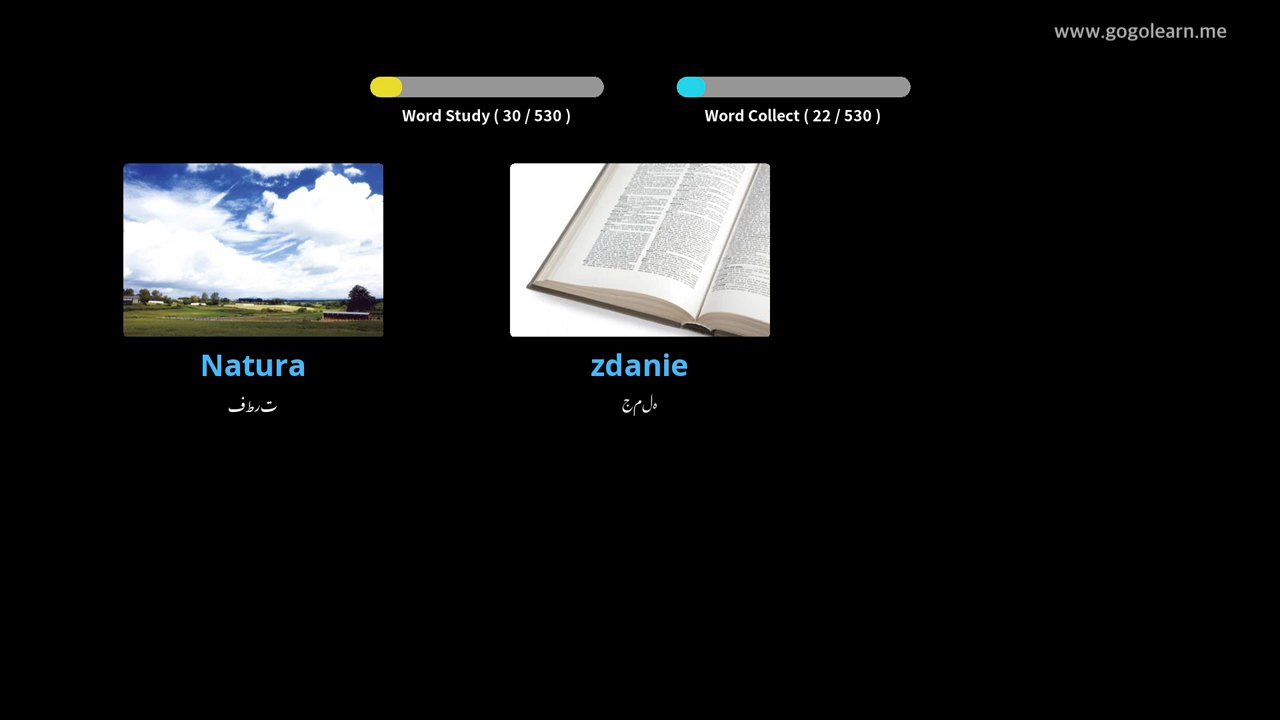 www.gogolearn.me
Word Study ( 30 / 530 )
Word Collect ( 22 / 530 )
Natura
فطرت
zdanie
جملہ